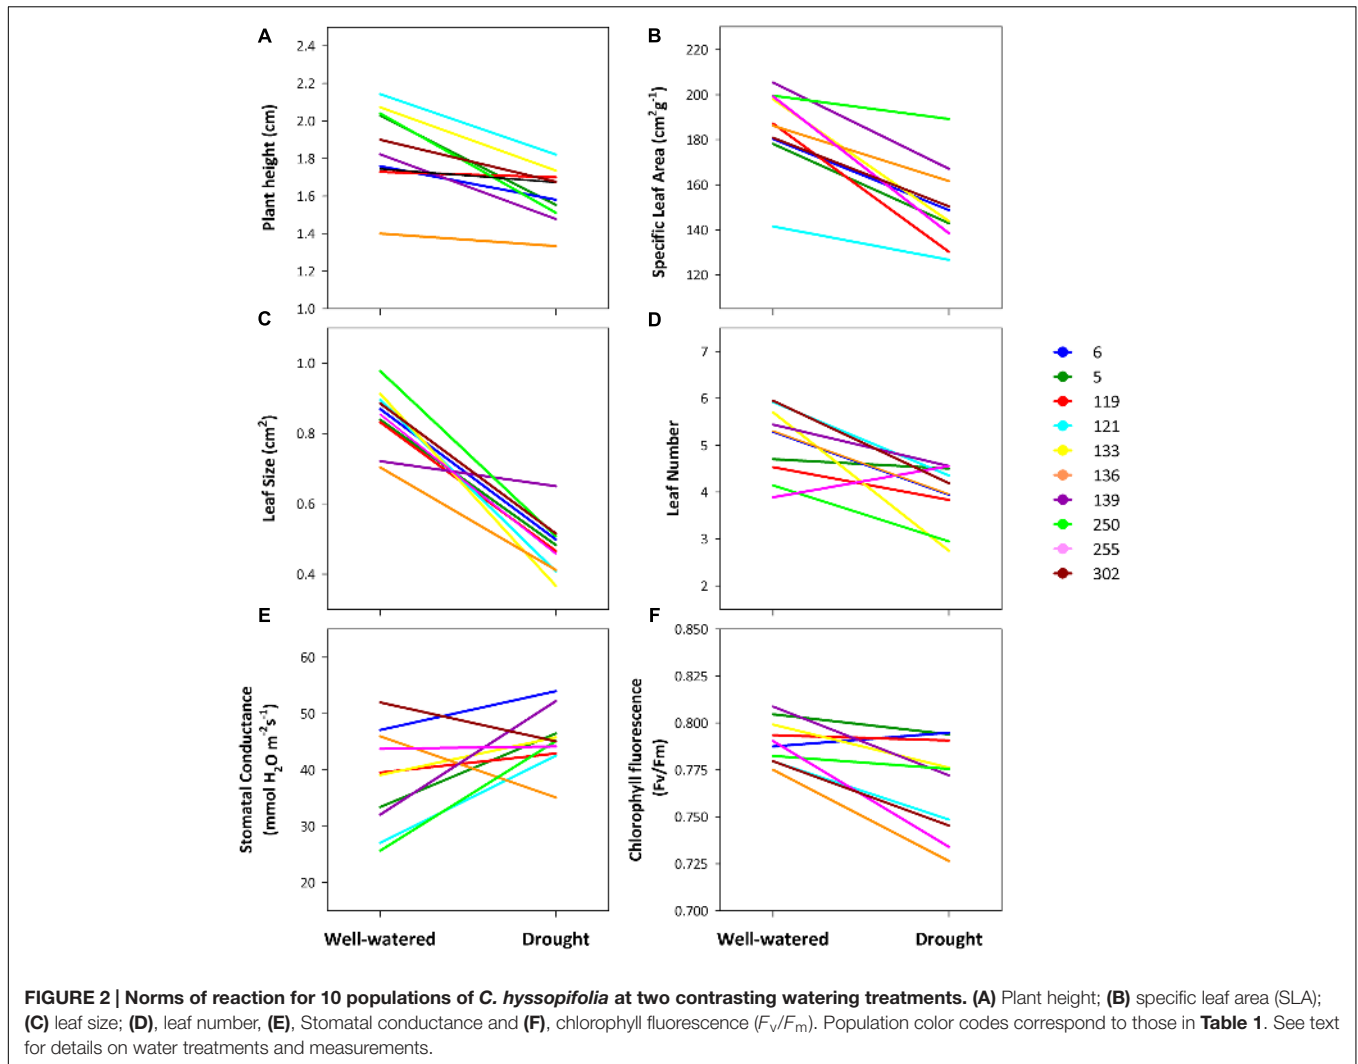 A
Plant height (cm)
2.4
2.2
2.0
1.8
1.6
1.4
1.2
1.0
B
Specific Leaf Area (cm²g⁻¹)
220
200
180
160
140
120
C
Leaf Size (cm²)
1.0
0.8
0.6
0.4
D
Leaf Number
7
6
5
4
3
2
6
5
119
121
133
136
139
250
255
302
E
Stomatal Conductance
(mmol H₂O m⁻²s⁻¹)
60
50
40
30
20
Well-watered Drought
F
Chlorophyll fluorescence
(Fv/Fm)
0.850
0.825
0.800
0.775
0.750
0.725
0.700
Well-watered Drought
FIGURE 2 | Norms of reaction for 10 populations of C. hyssopifolia at two contrasting watering treatments. (A) Plant height; (B) specific leaf area (SLA);
(C) leaf size; (D), leaf number, (E), Stomatal conductance and (F), chlorophyll fluorescence (Fv/Fm). Population color codes correspond to those in Table 1. See text
for details on water treatments and measurements.